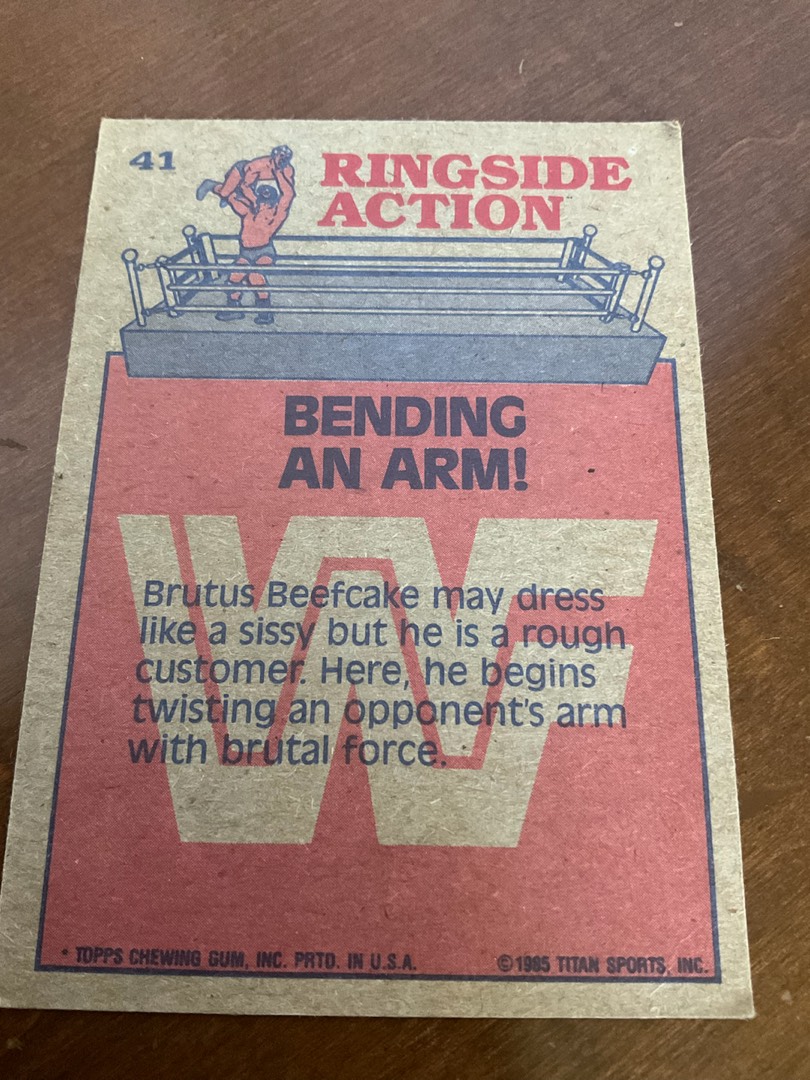 41
RINGSIDE
ACTION
BENDING
AN ARM!
WF
Brutus Beefcake may dress
like a sissy but he is a rough
customer. Here, he begins
twisting an opponent's arm
with brutal force.
* TOPPS CHEWING GUM, INC. PRTD. IN U.S.A.
©1985 TITAN SPORTS, INC.